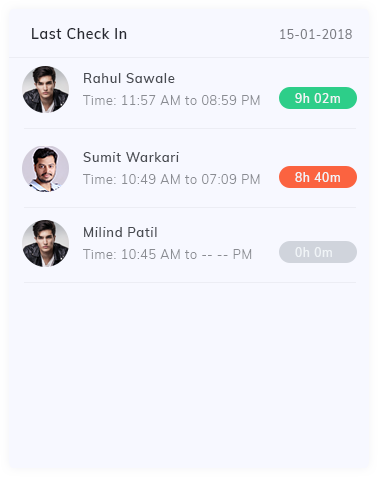 Last Check In 15-01-2018
Rahul Sawale
Time: 11:57 AM to 08:59 PM 9h 02m
Sumit Warkari
Time: 10:49 AM to 07:09 PM 8h 40m
Milind Patil
Time: 10:45 AM to -- -- PM 0h 0m